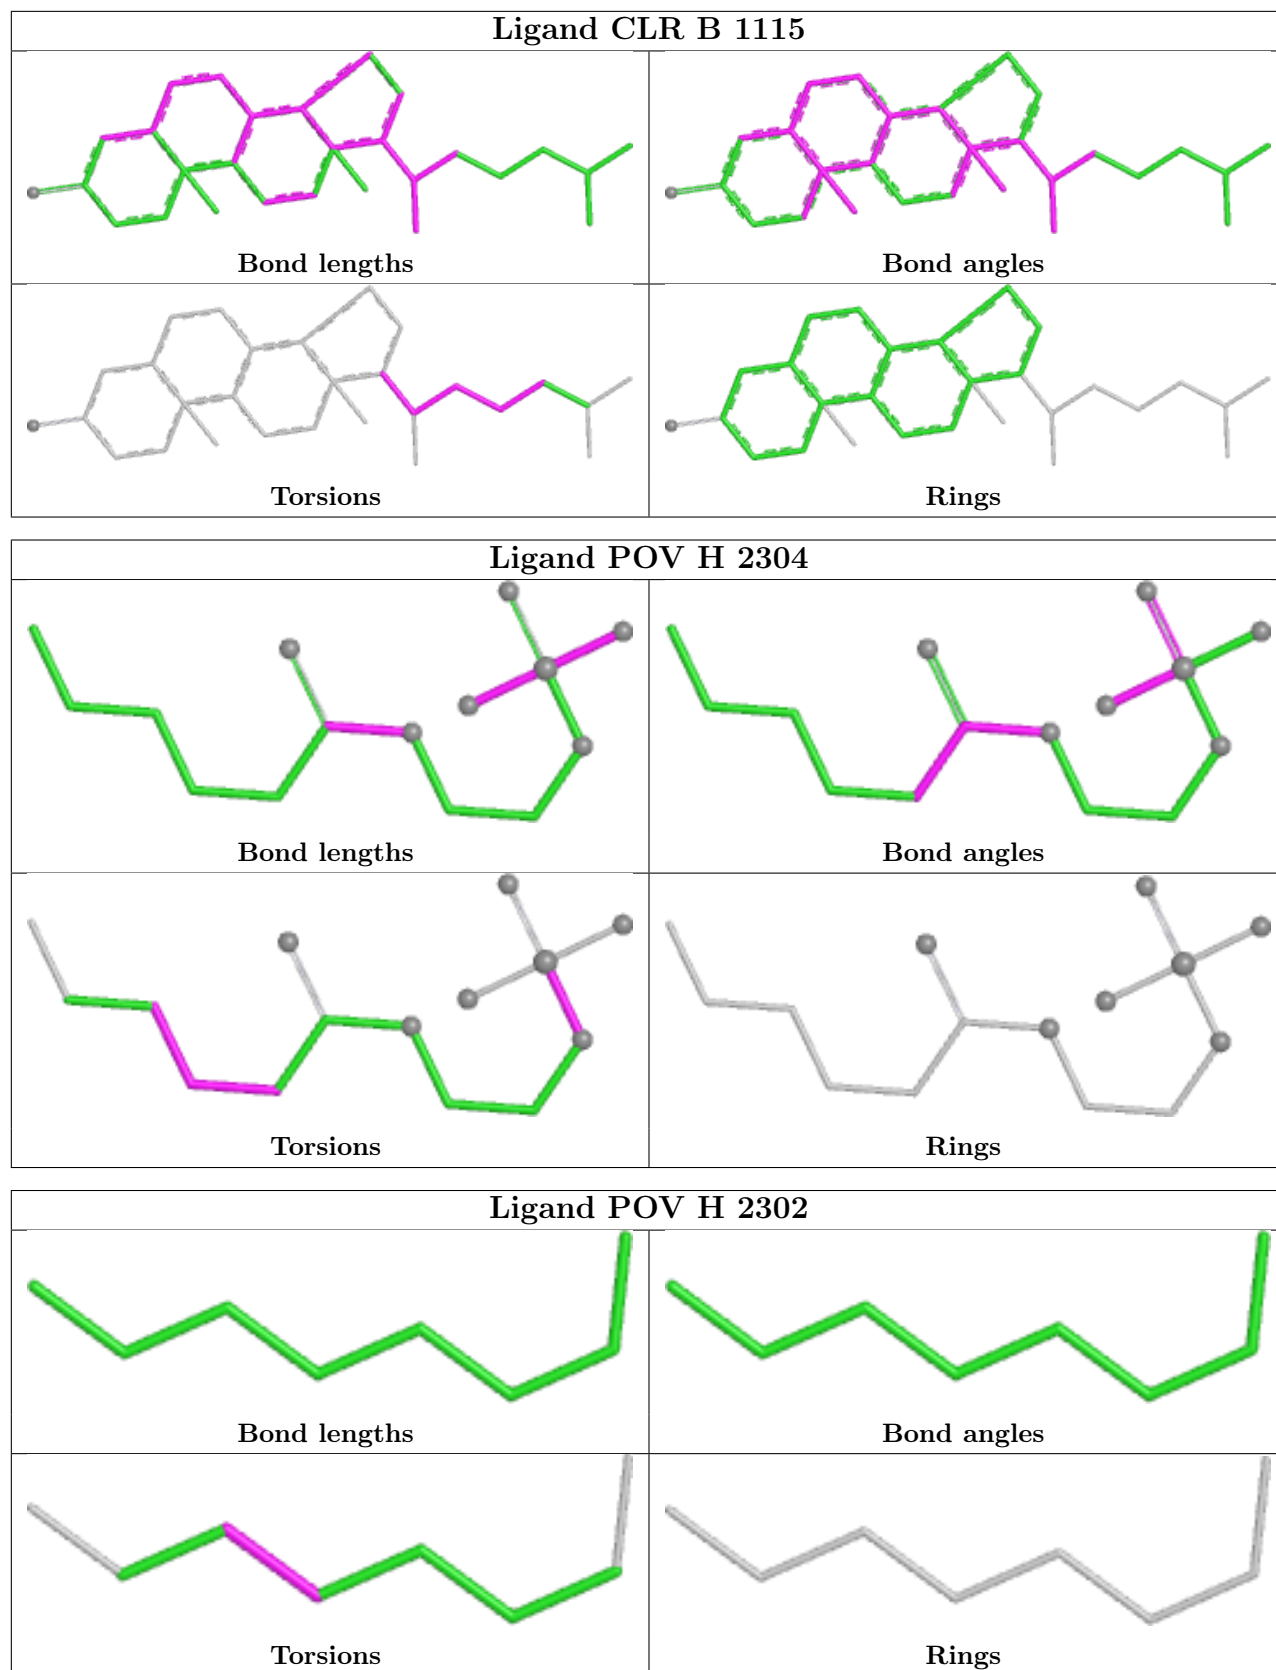 Ligand CLR B 1115
Bond lengths
Bond angles
Torsions
Rings
Ligand POV H 2304
Bond lengths
Bond angles
Torsions
Rings
Ligand POV H 2302
Bond lengths
Bond angles
Torsions
Rings